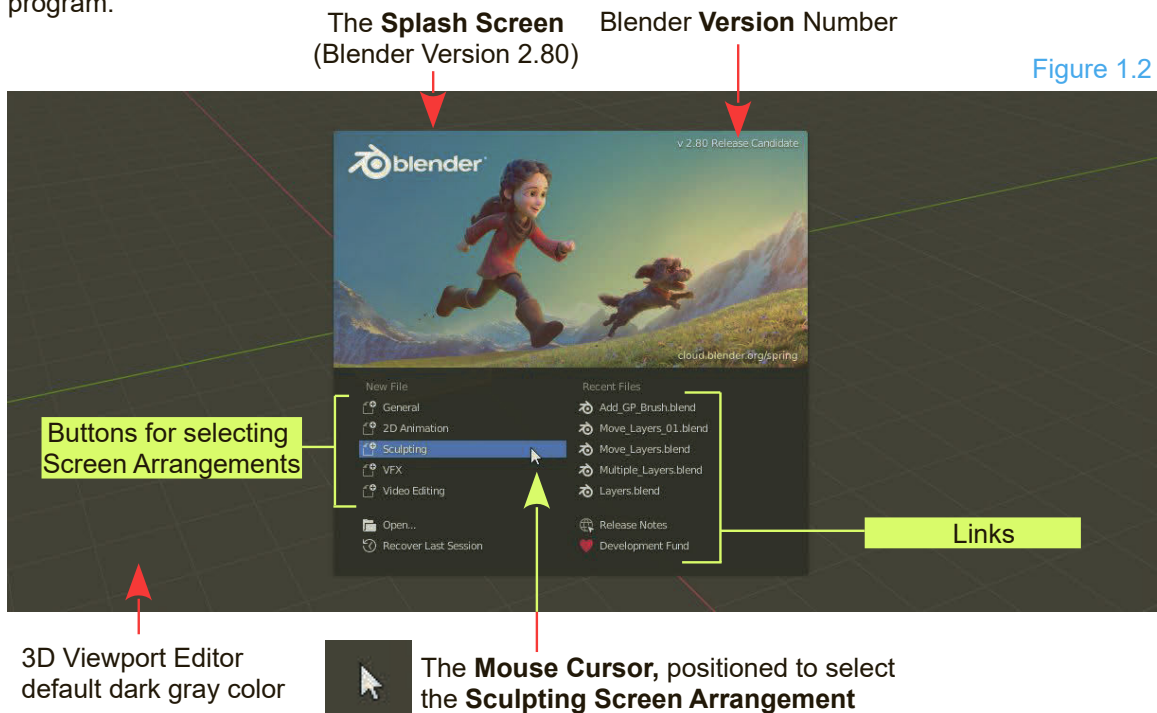 program.
The Splash Screen
(Blender Version 2.80)
Blender Version Number
Figure 1.2
blender
v 2.80 Release Candidate
cloud.blender.org/spring
New File
General
2D Animation
Sculpting
VFX
Video Editing
Open...
Recover Last Session
Recent Files
Add_GP_Brush.blend
Move_Layers_01.blend
Move_Layers.blend
Multiple_Layers.blend
Layers.blend
Release Notes
Development Fund
Buttons for selecting
Screen Arrangements
Links
3D Viewport Editor
default dark gray color
The Mouse Cursor, positioned to select
the Sculpting Screen Arrangement